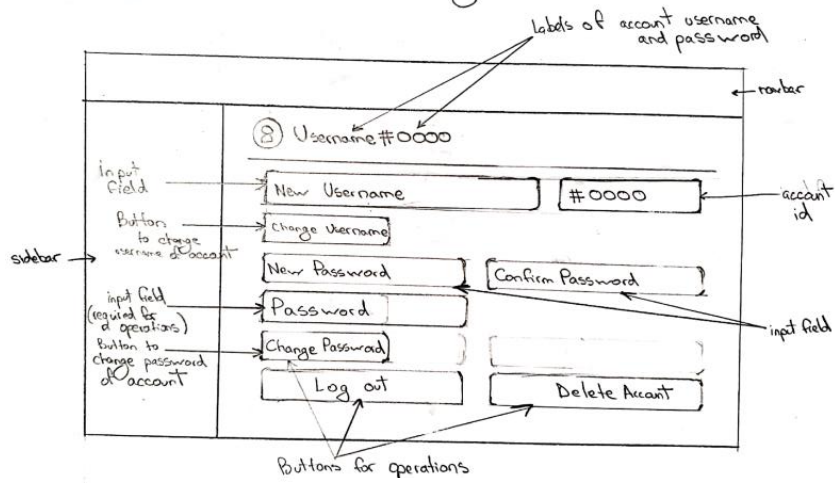 Labels of account username
and password
navbar
Username #0000
input
field
New Username
#0000
account
id
Button
to change
username of account
Change Username
sidebar
New Password
Confirm Password
input field
(required for
d operations)
Password
input field
Button to
change password
of account
Change Password
Log out
Delete Account
Buttons for operations